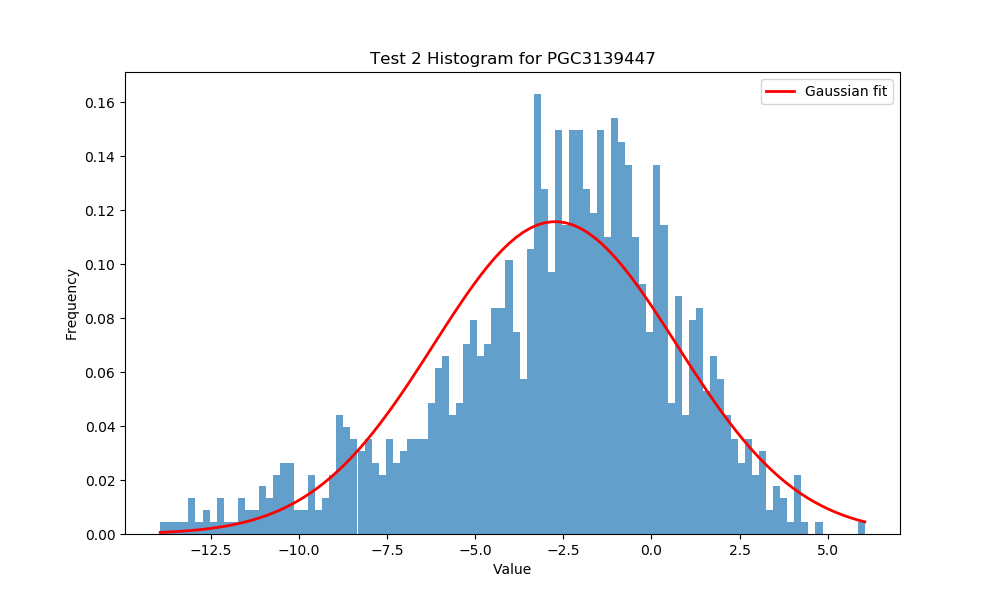 Test 2 Histogram for PGC3139447
Gaussian fit
0.16
0.14
0.12
0.10
0.08
0.06
0.04
0.02
0.00
Frequency
−12.5 −10.0 −7.5 −5.0 −2.5 0.0 2.5 5.0
Value